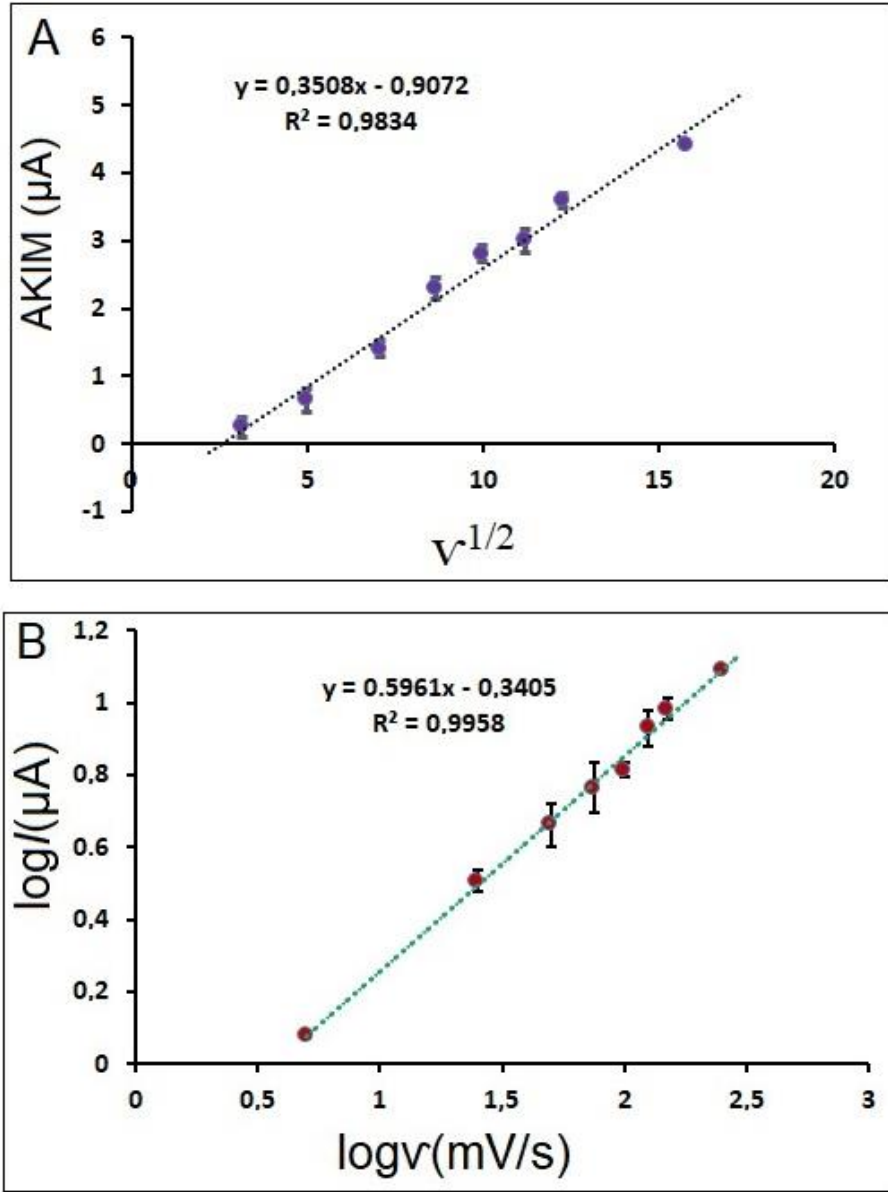 A
y = 0,3508x - 0,9072
R² = 0,9834
AKIM (µA)
6
5
4
3
2
1
0
-1
0 5 10 15 20
v^1/2
B
y = 0.5961x - 0,3405
R² = 0,9958
logI(µA)
1,2
1
0,8
0,6
0,4
0,2
0
0 0,5 1 1,5 2 2,5 3
logv(mV/s)